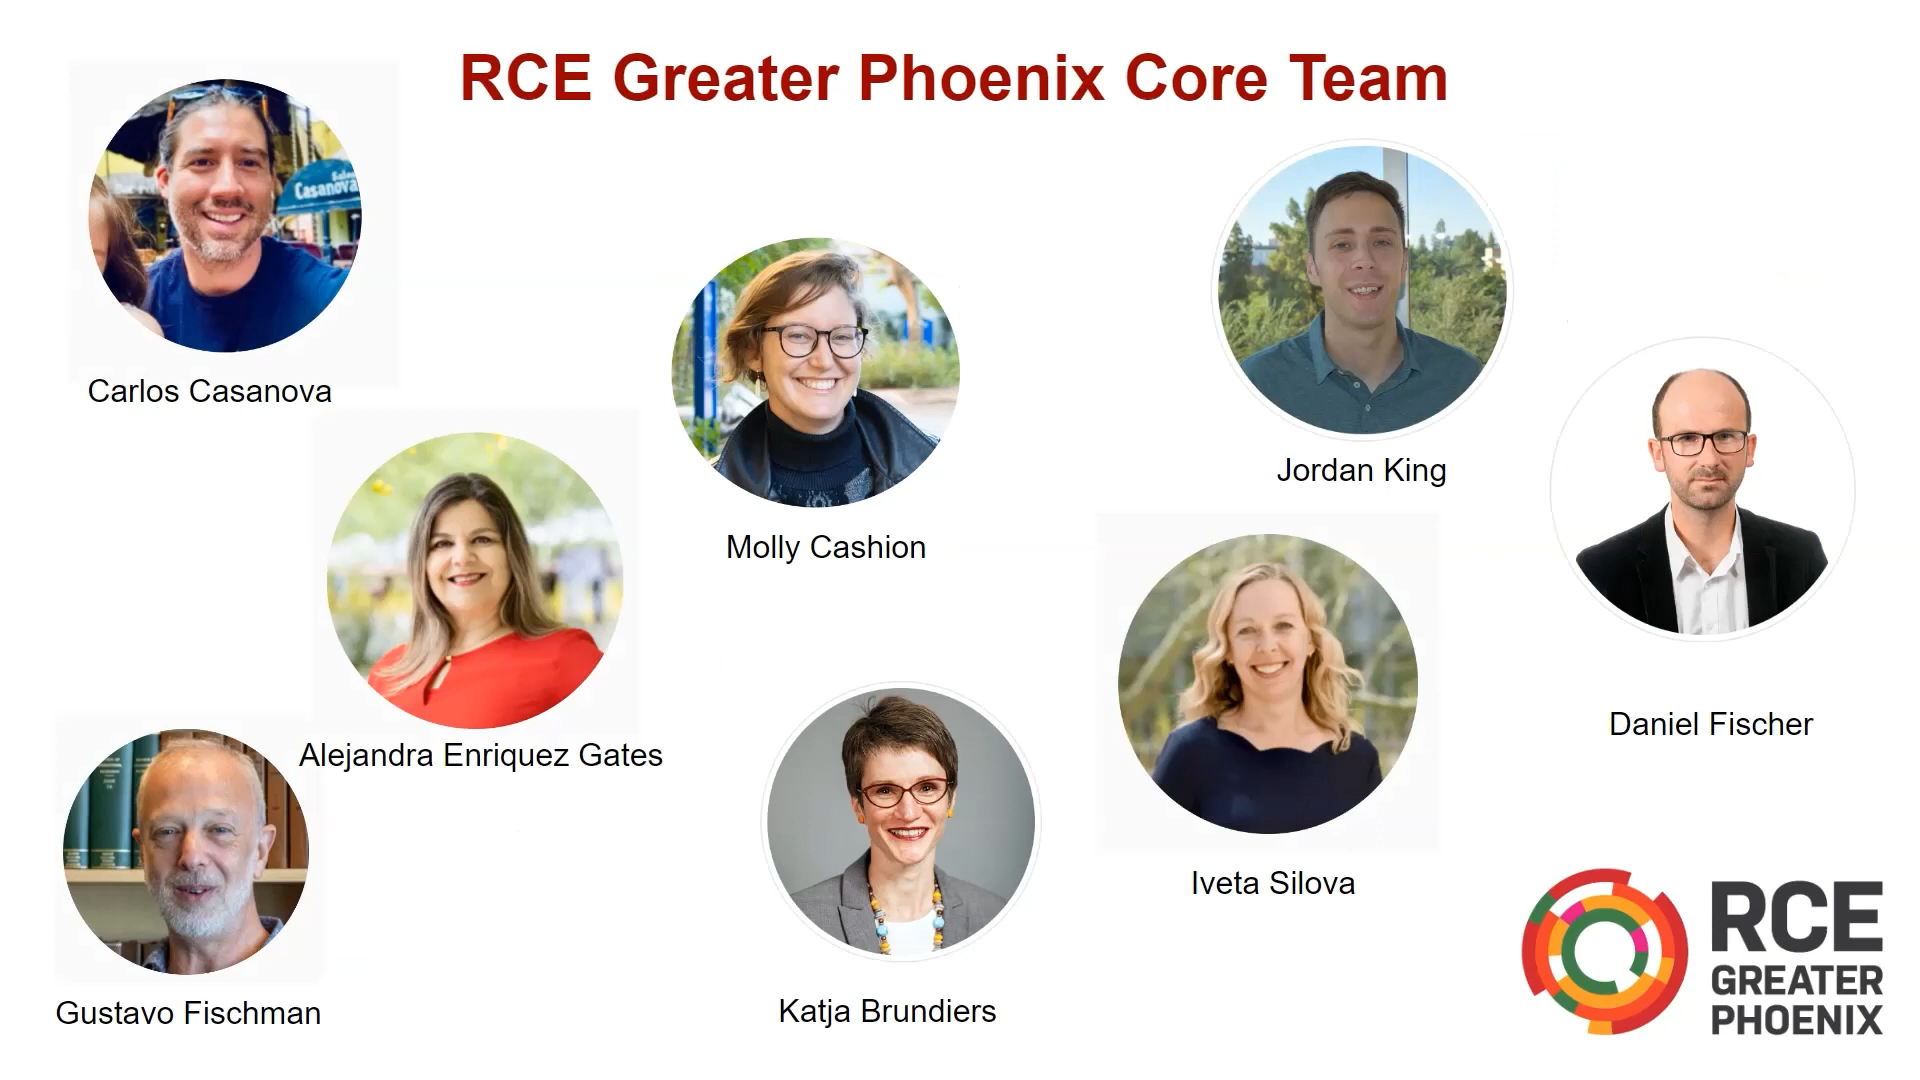 RCE Greater Phoenix Core Team
Casanova
Carlos Casanova
Jordan King
Molly Cashion
Daniel Fischer
Alejandra Enriquez Gates
Iveta Silova
Gustavo Fischman
Katja Brundiers
RCE
GREATER
PHOENIX